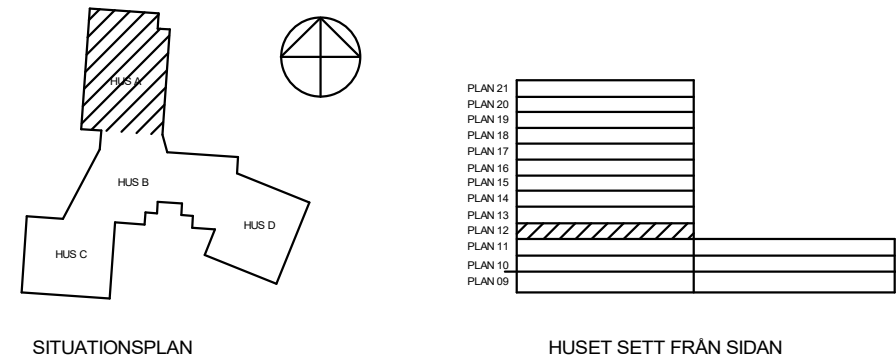 HUS A
HUS B
HUS C
HUS D
SITUATIONSPLAN
PLAN 21
PLAN 20
PLAN 19
PLAN 18
PLAN 17
PLAN 16
PLAN 15
PLAN 14
PLAN 13
PLAN 12
PLAN 11
PLAN 10
PLAN 09
HUSET SETT FRÅN SIDAN